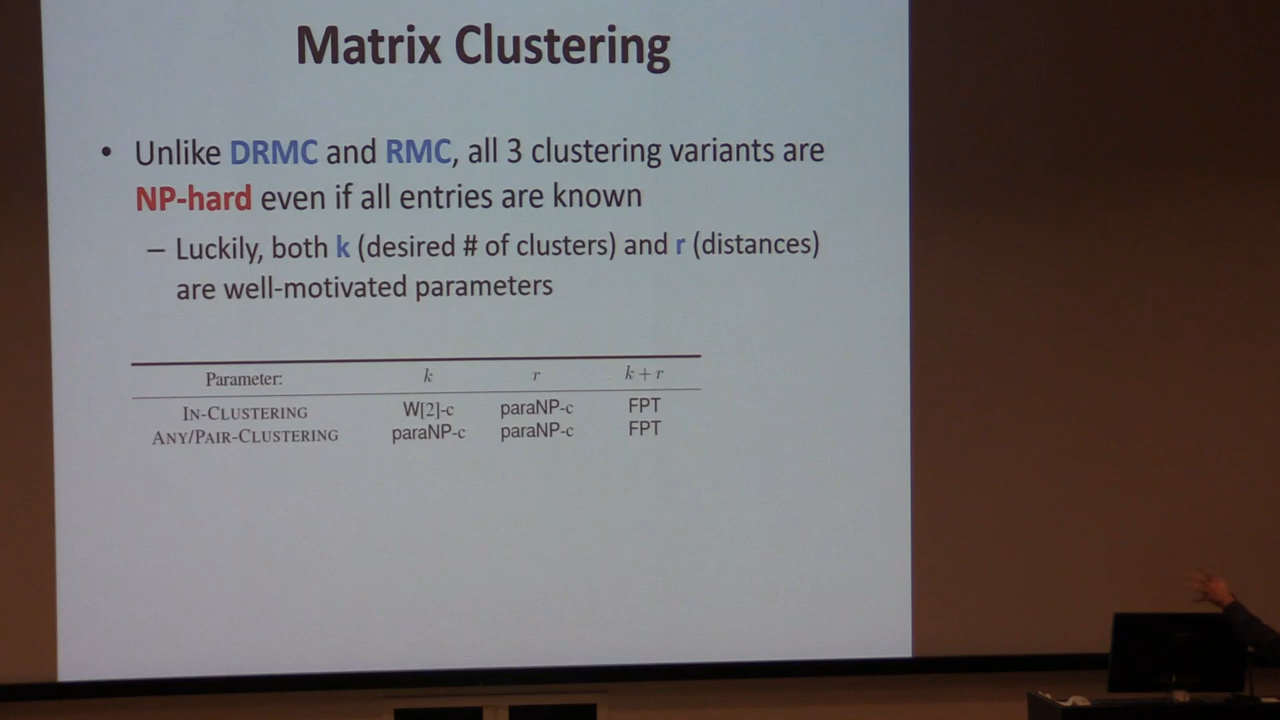 Matrix Clustering
• Unlike DRMC and RMC, all 3 clustering variants are
NP-hard even if all entries are known
– Luckily, both k (desired # of clusters) and r (distances)
are well-motivated parameters
Parameter: k r k + r
IN-CLUSTERING W[2]-c paraNP-c FPT
ANY/PAIR-CLUSTERING paraNP-c paraNP-c FPT